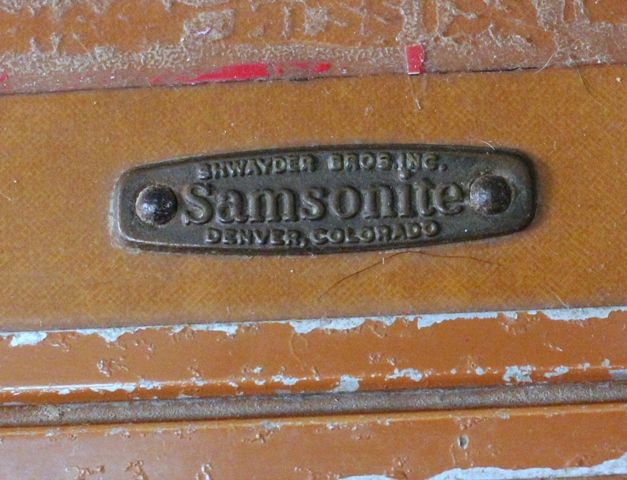 SHWAYDER BROS. INC.
Samsonite
DENVER, COLORADO